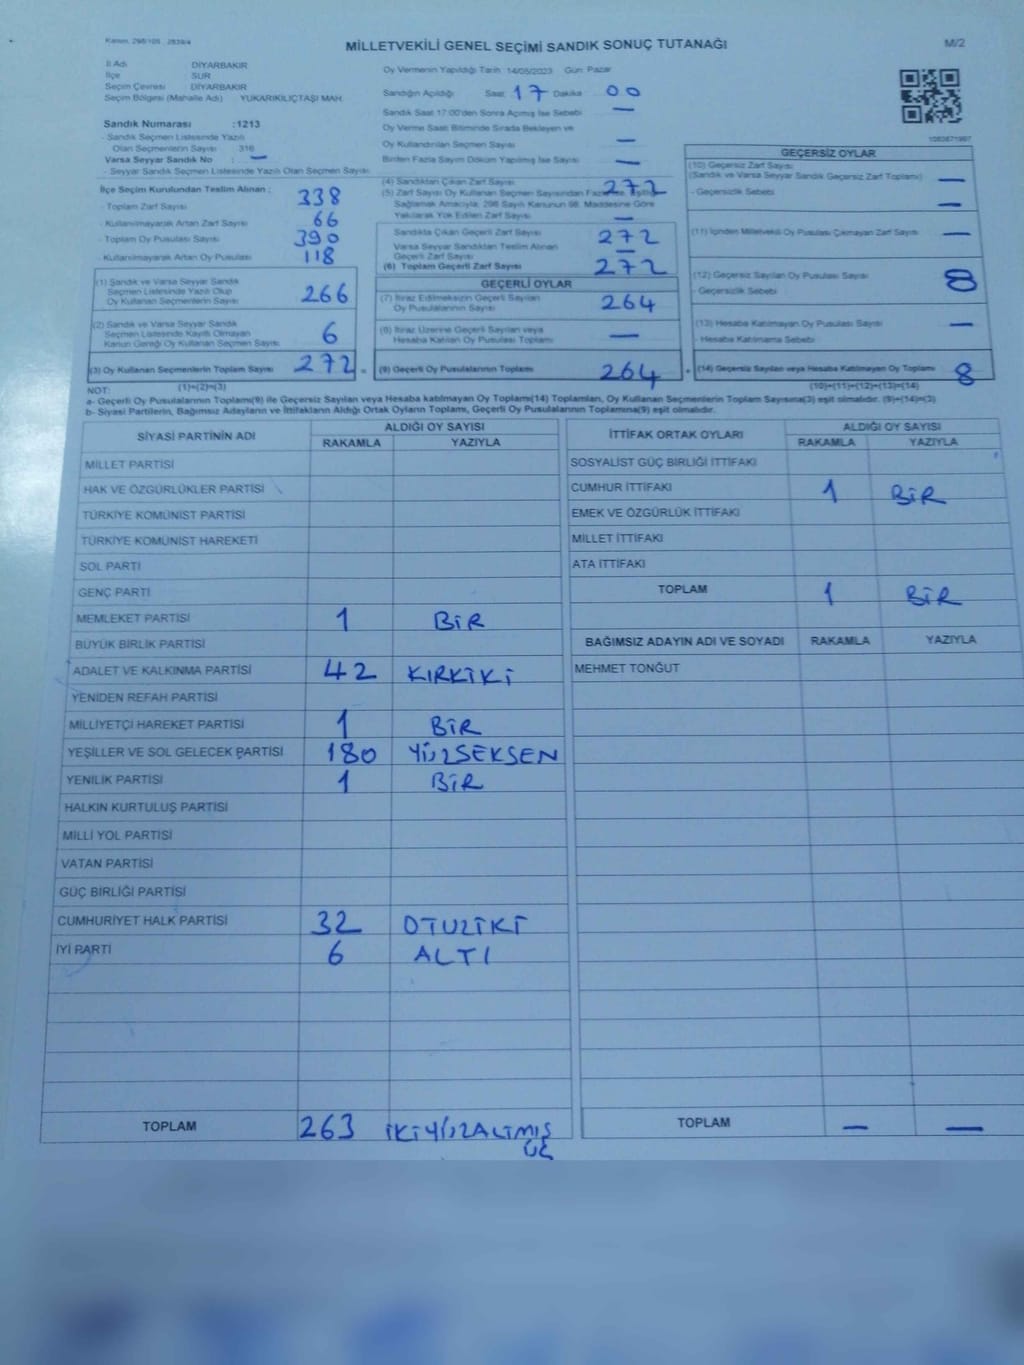 Kanun, 298/105 , 2839/4
MİLLETVEKİLİ GENEL SEÇİMİ SANDIK SONUÇ TUTANAĞI
M/2
İl Adı DİYARBAKIR
İlçe SUR
Seçim Çevresi DİYARBAKIR
Seçim Bölgesi (Mahalle Adı) YUKARIKILIÇTAŞI MAH.
Sandık Numarası :1213
- Sandık Seçmen Listesinde Yazılı
Olan Seçmenlerin Sayısı 316
Varsa Seyyar Sandık No : —
- Seyyar Sandık Seçmen Listesinde Yazılı Olan Seçmen Sayısı
İlçe Seçim Kurulundan Teslim Alınan :
- Toplam Zarf Sayısı 338
- Kullanılmayarak Artan Zarf Sayısı 66
- Toplam Oy Pusulası Sayısı 390
- Kullanılmayarak Artan Oy Pusulası 118
(1) Sandık ve Varsa Seyyar Sandık
Seçmen Listesinde Yazılı Olup
Oy Kullanan Seçmenlerin Sayısı 266
(2) Sandık ve Varsa Seyyar Sandık
Seçmen Listesinde Kayıtlı Olmayan
Kanun Gereği Oy Kullanan Seçmen Sayısı 6
(3) Oy Kullanan Seçmenlerin Toplam Sayısı 272 =
Oy Vermenin Yapıldığı Tarih: 14/05/2023 Gün: Pazar
Sandığın Açıldığı Saat 17 Dakika 00
Sandık Saat 17:00'den Sonra Açımış İse Sebebi —
Oy Verme Saati Bitiminde Sırada Bekleyen ve
Oy Kullandırılan Seçmen Sayısı —
Birden Fazla Sayım Döküm Yapılmış İse Sayısı —
(4) Sandıktan Çıkan Zarf Sayısı 272
(5) Zarf Sayısı Oy Kullanan Seçmen Sayısından
Sağlamak Amacıyla, 298 Sayılı Kanunun 98. Maddesine Göre
Yakılarak Yok Edilen Zarf Sayısı —
Sandıkta Çıkan Geçerli Zarf Sayısı 272
Varsa Seyyar Sandıktan Teslim Alınan
Geçerli Zarf Sayısı —
(6) Toplam Geçerli Zarf Sayısı 272
GEÇERLİ OYLAR
(7) İtiraz Edilmeksizin Geçerli Sayılan
Oy Pusulalarının Sayısı 264
(8) İtiraz Üzerine Geçerli Sayılan veya
Hesaba Katılan Oy Pusulası Toplamı —
(9) Geçerli Oy Pusulalarının Toplamı 264 +
GEÇERSİZ OYLAR
(10) Geçersiz Zarf Sayısı
(Sandık ve Varsa Seyyar Sandık Geçersiz Zarf Toplamı) —
- Geçersizlik Sebebi —
(11) İçinden Milletvekili Oy Pusulası Çıkmayan Zarf Sayısı —
(12) Geçersiz Sayılan Oy Pusulası Sayısı 8
- Geçersizlik Sebebi
(13) Hesaba Katılmayan Oy Pusulası Sayısı —
- Hesaba Katılmama Sebebi
(14) Geçersiz Sayılan veya Hesaba Katılmayan Oy Toplamı 8
NOT: (1)+(2)=(3) (10)+(11)+(12)+(13)=(14)
a- Geçerli Oy Pusulalarının Toplamı(9) ile Geçersiz Sayılan veya Hesaba katılmayan Oy Toplamı(14) Toplamları, Oy Kullanan Seçmenlerin Toplam Sayısına(3) eşit olmalıdır. (9)+(14)=(3)
b- Siyasi Partilerin, Bağımsız Adayların ve İttifakların Aldığı Ortak Oyların Toplamı, Geçerli Oy Pusulalarının Toplamına(9) eşit olmalıdır.
SİYASİ PARTİNİN ADI ALDIĞI OY SAYISI
RAKAMLA YAZIYLA
MİLLET PARTİSİ
HAK VE ÖZGÜRLÜKLER PARTİSİ
TÜRKİYE KOMÜNİST PARTİSİ
TÜRKİYE KOMÜNİST HAREKETİ
SOL PARTİ
GENÇ PARTİ
MEMLEKET PARTİSİ 1 BİR
BÜYÜK BİRLİK PARTİSİ
ADALET VE KALKINMA PARTİSİ 42 KIRKİKİ
YENİDEN REFAH PARTİSİ
MİLLİYETÇİ HAREKET PARTİSİ 1 BİR
YEŞİLLER VE SOL GELECEK PARTİSİ 180 YÜZSEKSEN
YENİLİK PARTİSİ 1 BİR
HALKIN KURTULUŞ PARTİSİ
MİLLİ YOL PARTİSİ
VATAN PARTİSİ
GÜÇ BİRLİĞİ PARTİSİ
CUMHURİYET HALK PARTİSİ 32 OTUZİKİ
İYİ PARTİ 6 ALTI
TOPLAM 263 İKİYÜZALTMIŞ
ÜÇ
İTTİFAK ORTAK OYLARI ALDIĞI OY SAYISI
RAKAMLA YAZIYLA
SOSYALİST GÜÇ BİRLİĞİ İTTİFAKI
CUMHUR İTTİFAKI 1 BİR
EMEK VE ÖZGÜRLÜK İTTİFAKI
MİLLET İTTİFAKI
ATA İTTİFAKI
TOPLAM 1 BİR
BAĞIMSIZ ADAYIN ADI VE SOYADI RAKAMLA YAZIYLA
MEHMET TONĞUT
TOPLAM — —